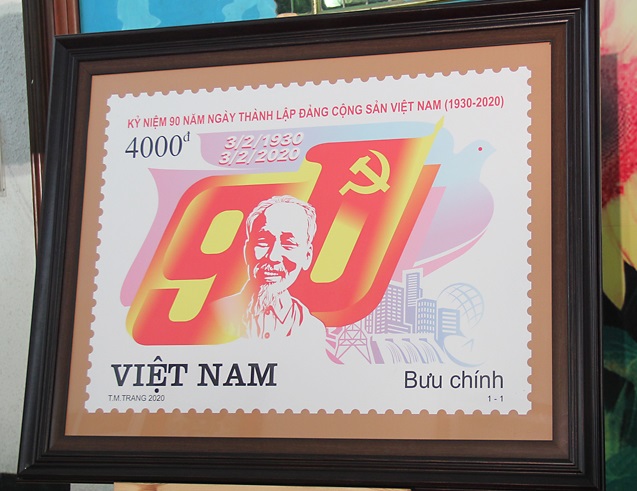 KỶ NIỆM 90 NĂM NGÀY THÀNH LẬP ĐẢNG CỘNG SẢN VIỆT NAM (1930-2020)
4000đ
3/2/1930
3/2/2020
90
VIỆT NAM
Bưu chính
T.M.TRANG 2020
1 - 1